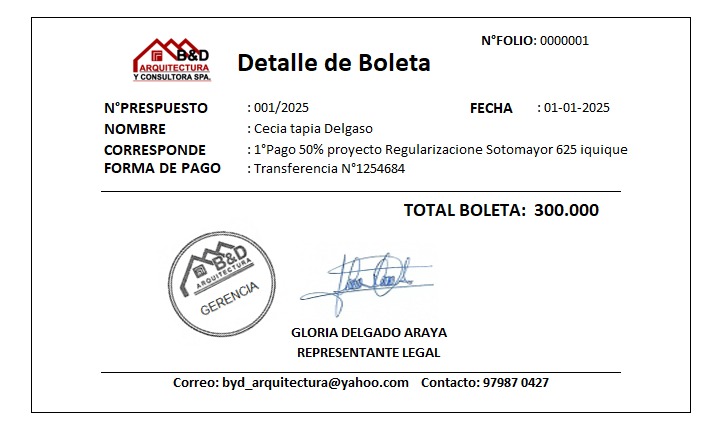 N°FOLIO: 0000001
B&D
ARQUITECTURA
Y CONSULTORA SPA.
Detalle de Boleta
N°PRESPUESTO : 001/2025 FECHA : 01-01-2025
NOMBRE : Cecia tapia Delgaso
CORRESPONDE : 1°Pago 50% proyecto Regularizacione Sotomayor 625 iquique
FORMA DE PAGO : Transferencia N°1254684
TOTAL BOLETA: 300.000
B&D
ARQUITECTURA
GERENCIA
GLORIA DELGADO ARAYA
REPRESENTANTE LEGAL
Correo: byd_arquitectura@yahoo.com Contacto: 97987 0427